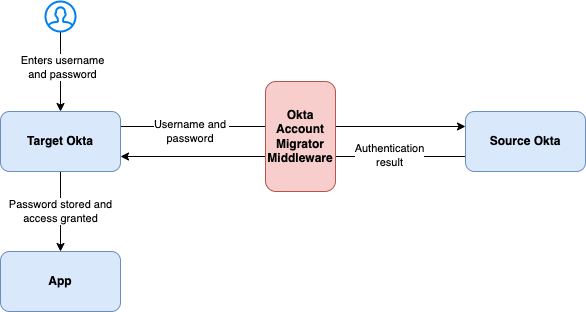 Enters username
and password
Target Okta
Username and
password
Okta
Account
Migrator
Middleware
Authentication
result
Source Okta
Password stored and
access granted
App